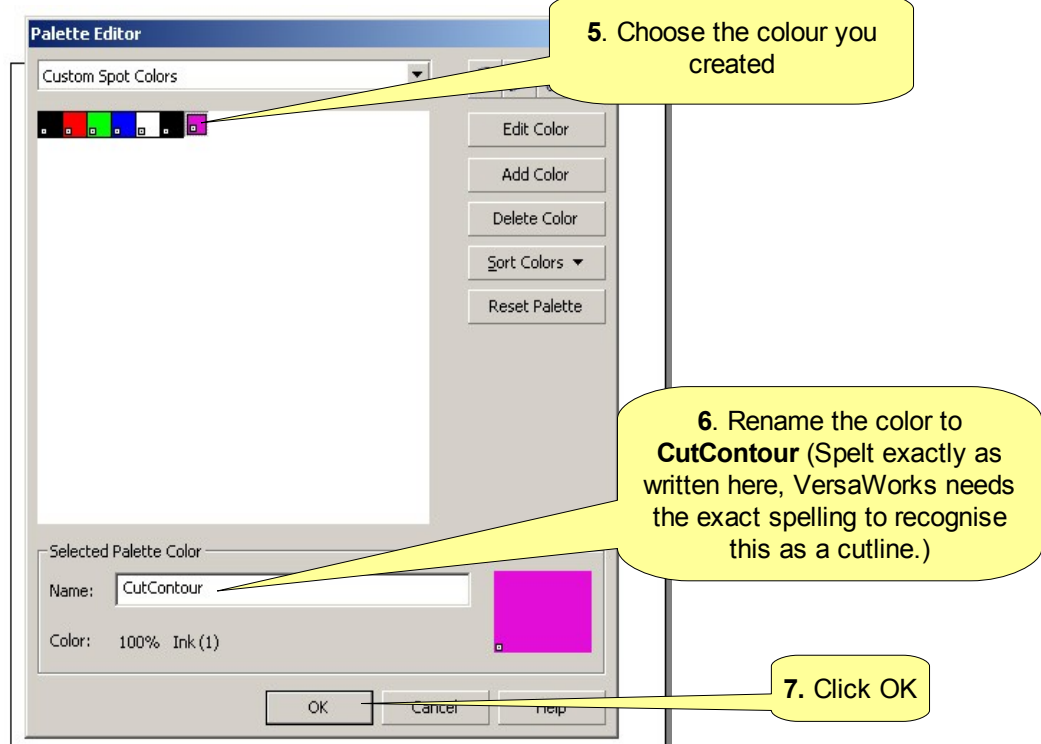 5. Choose the colour you
created
Palette Editor
Custom Spot Colors
Edit Color
Add Color
Delete Color
Sort Colors
Reset Palette
6. Rename the color to
CutContour (Spelt exactly as
written here, VersaWorks needs
the exact spelling to recognise
this as a cutline.)
Selected Palette Color
Name: CutContour
Color: 100% Ink (1)
7. Click OK
OK Cancel Help